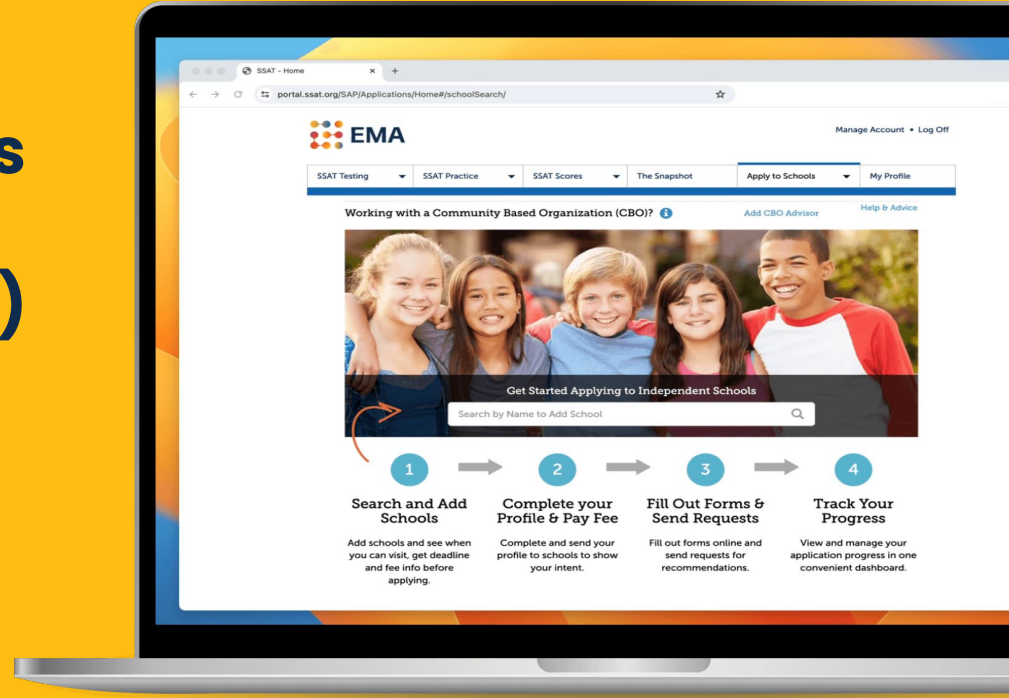 s
)
SSAT - Home
portal.ssat.org/SAP/Applications/Home#/schoolSearch/
EMA
Manage Account • Log Off
SSAT Testing
SSAT Practice
SSAT Scores
The Snapshot
Apply to Schools
My Profile
Working with a Community Based Organization (CBO)?
Add CBO Advisor
Help & Advice
Get Started Applying to Independent Schools
Search by Name to Add School
1
2
3
4
Search and Add
Schools
Add schools and see when
you can visit, get deadline
and fee info before
applying.
Complete your
Profile & Pay Fee
Complete and send your
profile to schools to show
your intent.
Fill Out Forms &
Send Requests
Fill out forms online and
send requests for
recommendations.
Track Your
Progress
View and manage your
application progress in one
convenient dashboard.